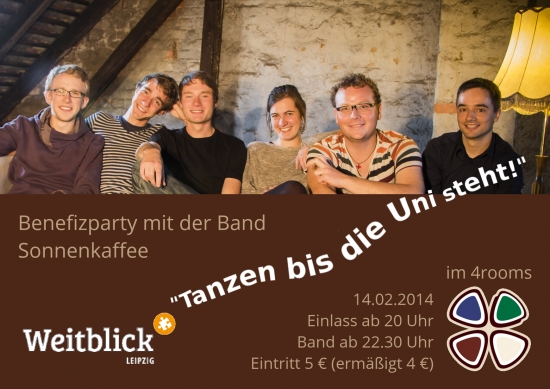 Benefizparty mit der Band
Sonnenkaffee
"Tanzen bis die Uni steht!"
im 4rooms
14.02.2014
Einlass ab 20 Uhr
Band ab 22.30 Uhr
Eintritt 5 € (ermäßigt 4 €)
Weitblick
LEIPZIG